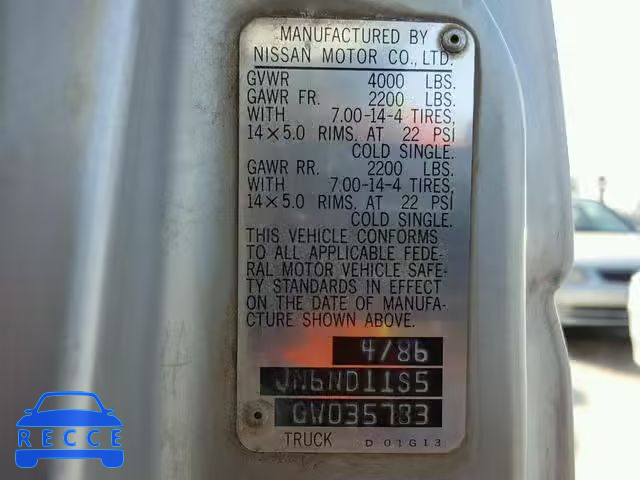 MANUFACTURED BY
NISSAN MOTOR CO., LTD.
GVWR 4000 LBS.
GAWR FR. 2200 LBS.
WITH 7.00-14-4 TIRES,
14×5.0 RIMS. AT 22 PSI
COLD SINGLE.
GAWR RR. 2200 LBS.
WITH 7.00-14-4 TIRES,
14×5.0 RIMS. AT 22 PSI
COLD SINGLE.
THIS VEHICLE CONFORMS
TO ALL APPLICABLE FEDE-
RAL MOTOR VEHICLE SAFE-
TY STANDARDS IN EFFECT
ON THE DATE OF MANUFA-
CTURE SHOWN ABOVE.
4/86
JN6ND11S5
GW035783
TRUCK D01G13
RECCE